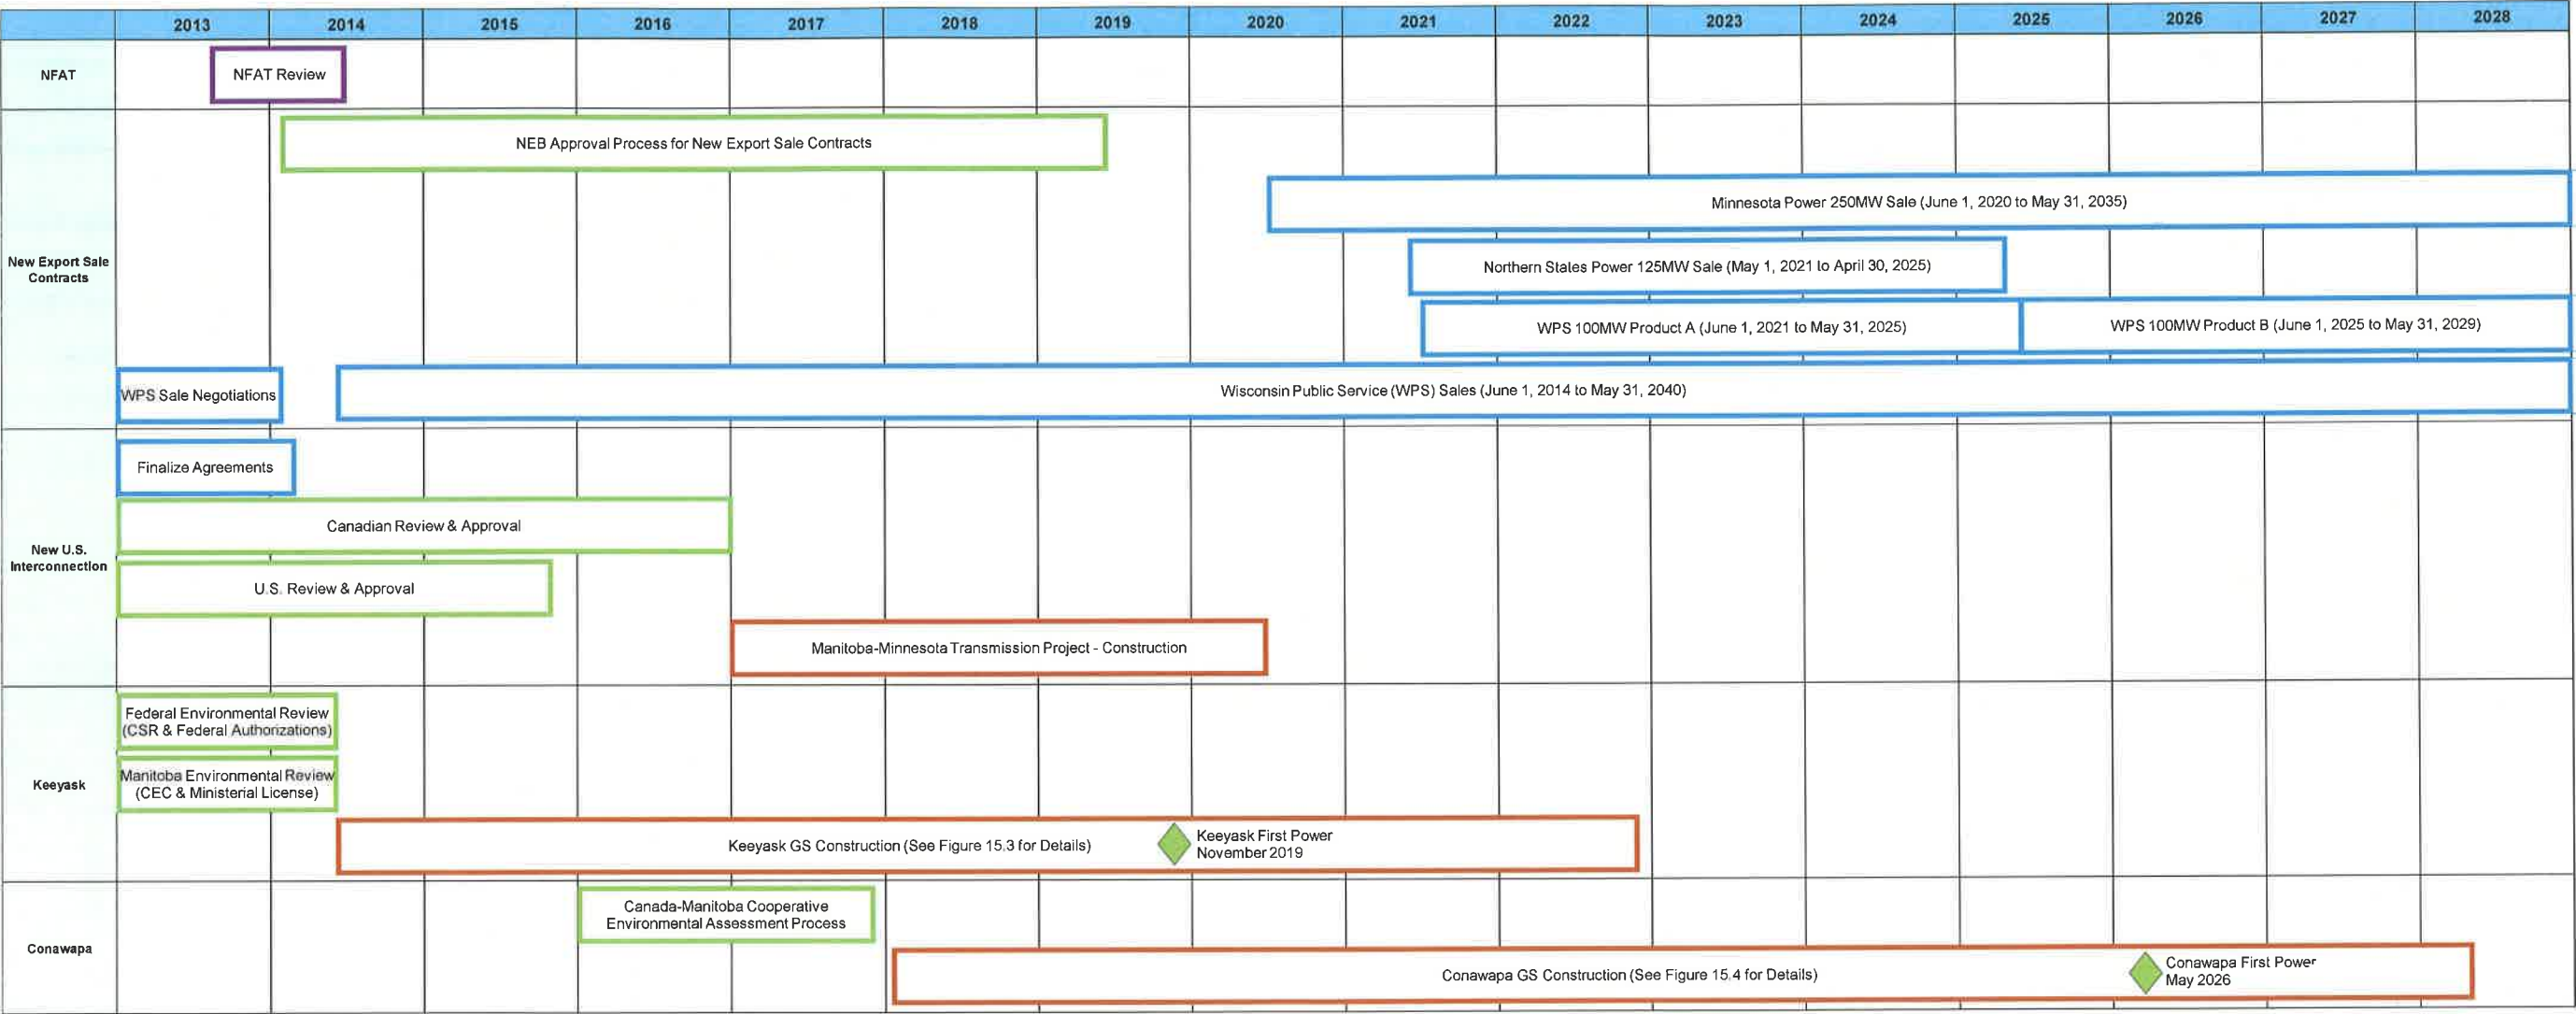 2013 2014 2015 2016 2017 2018 2019 2020 2021 2022 2023 2024 2025 2026 2027 2028
NFAT
NFAT Review
New Export Sale
Contracts
NEB Approval Process for New Export Sale Contracts
Minnesota Power 250MW Sale (June 1, 2020 to May 31, 2035)
Northern States Power 125MW Sale (May 1, 2021 to April 30, 2025)
WPS 100MW Product A (June 1, 2021 to May 31, 2025)
WPS 100MW Product B (June 1, 2025 to May 31, 2029)
WPS Sale Negotiations
Wisconsin Public Service (WPS) Sales (June 1, 2014 to May 31, 2040)
New U.S.
Interconnection
Finalize Agreements
Canadian Review & Approval
U.S. Review & Approval
Manitoba-Minnesota Transmission Project - Construction
Keeyask
Federal Environmental Review
(CSR & Federal Authorizations)
Manitoba Environmental Review
(CEC & Ministerial License)
Keeyask GS Construction (See Figure 15.3 for Details)
Keeyask First Power
November 2019
Conawapa
Canada-Manitoba Cooperative
Environmental Assessment Process
Conawapa GS Construction (See Figure 15.4 for Details)
Conawapa First Power
May 2026